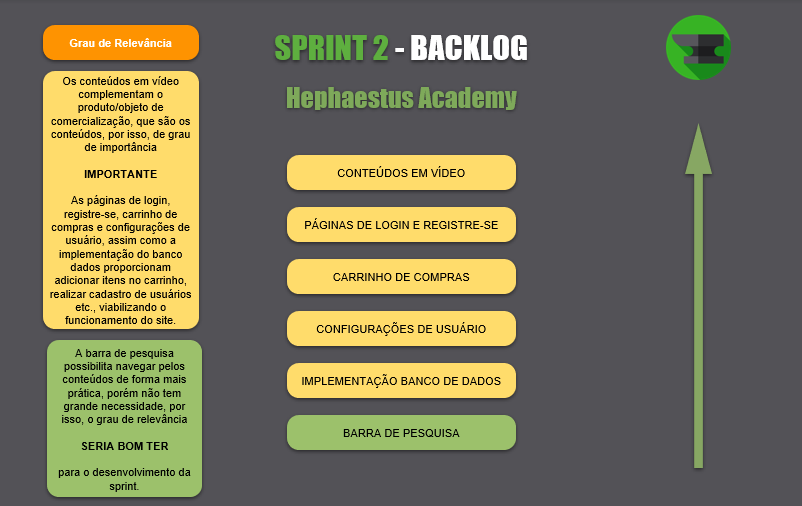 Grau de Relevância
Os conteúdos em vídeo
complementam o
produto/objeto de
comercialização, que são os
conteúdos, por isso, de grau
de importância
IMPORTANTE
As páginas de login,
registre-se, carrinho de
compras e configurações de
usuário, assim como a
implementação do banco
dados proporcionam
adicionar itens no carrinho,
realizar cadastro de usuários
etc., viabilizando o
funcionamento do site.
A barra de pesquisa
possibilita navegar pelos
conteúdos de forma mais
prática, porém não tem
grande necessidade, por
isso, o grau de relevância
SERIA BOM TER
para o desenvolvimento da
sprint.
SPRINT 2 - BACKLOG
Hephaestus Academy
CONTEÚDOS EM VÍDEO
PÁGINAS DE LOGIN E REGISTRE-SE
CARRINHO DE COMPRAS
CONFIGURAÇÕES DE USUÁRIO
IMPLEMENTAÇÃO BANCO DE DADOS
BARRA DE PESQUISA